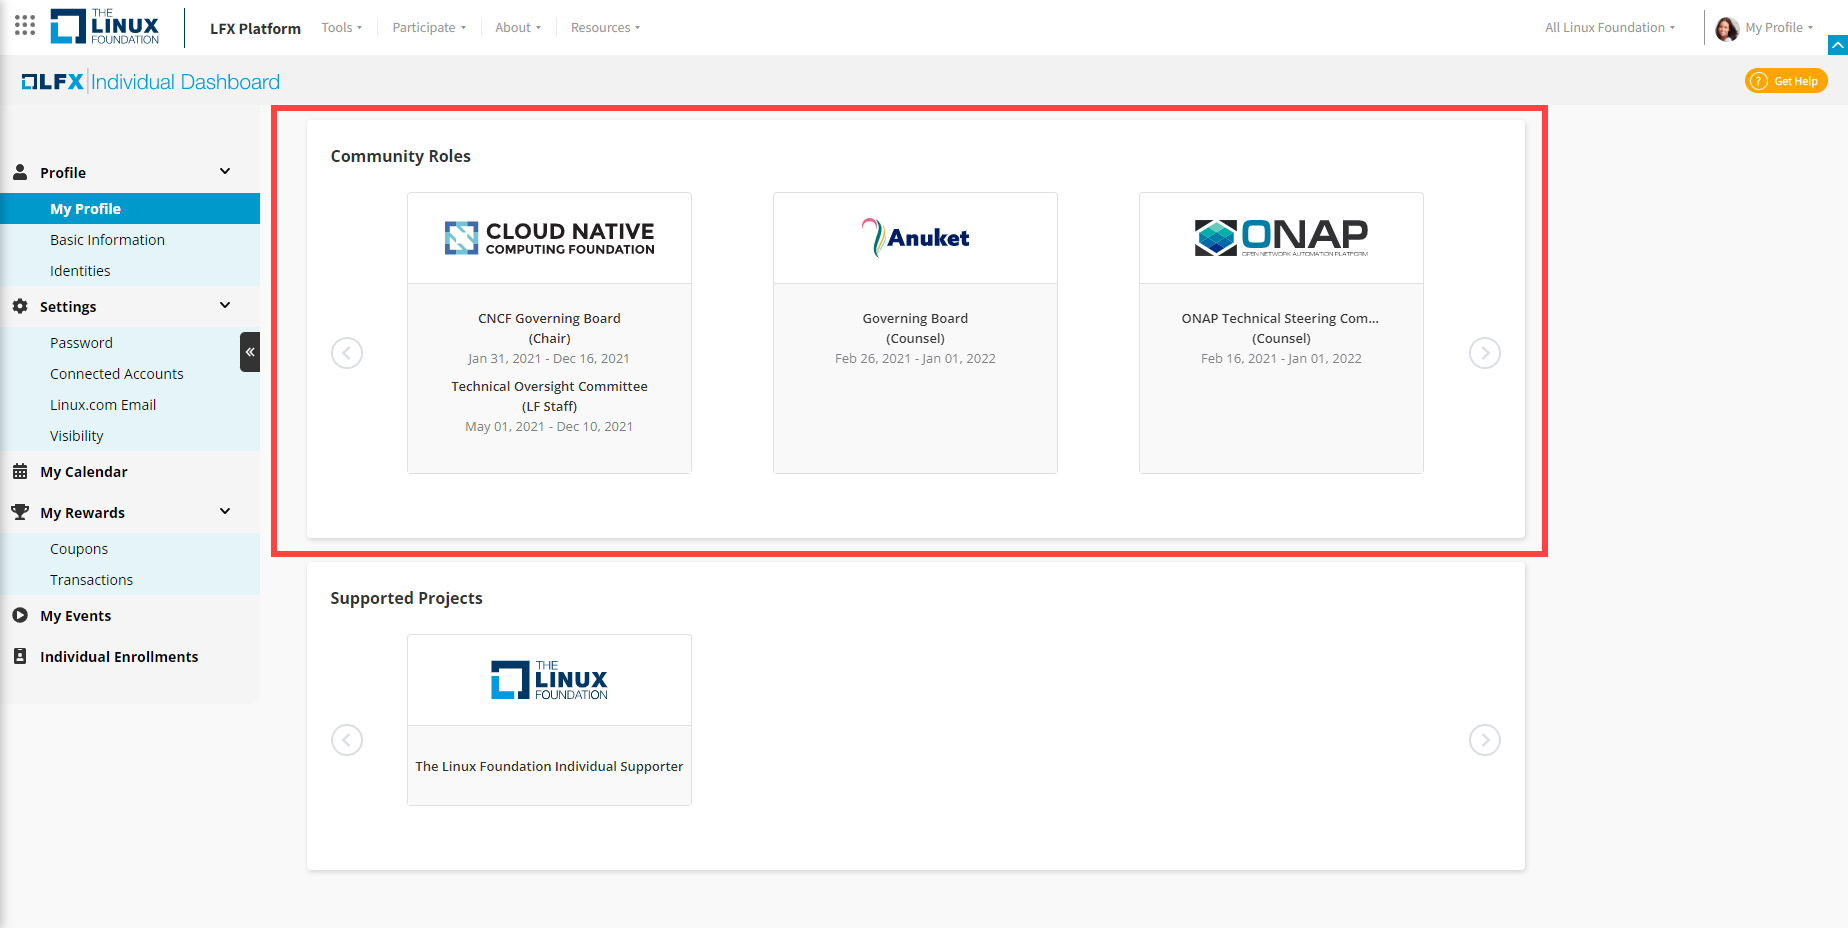 THE
LINUX
FOUNDATION
LFX Platform
Tools
Participate
About
Resources
All Linux Foundation
My Profile
LFX Individual Dashboard
? Get Help
Profile
My Profile
Basic Information
Identities
Settings
Password
Connected Accounts
Linux.com Email
Visibility
My Calendar
My Rewards
Coupons
Transactions
My Events
Individual Enrollments
Community Roles
CLOUD NATIVE
COMPUTING FOUNDATION
CNCF Governing Board
(Chair)
Jan 31, 2021 - Dec 16, 2021
Technical Oversight Committee
(LF Staff)
May 01, 2021 - Dec 10, 2021
Anuket
Governing Board
(Counsel)
Feb 26, 2021 - Jan 01, 2022
ONAP
OPEN NETWORK AUTOMATION PLATFORM
ONAP Technical Steering Com...
(Counsel)
Feb 16, 2021 - Jan 01, 2022
Supported Projects
THE
LINUX
FOUNDATION
The Linux Foundation Individual Supporter